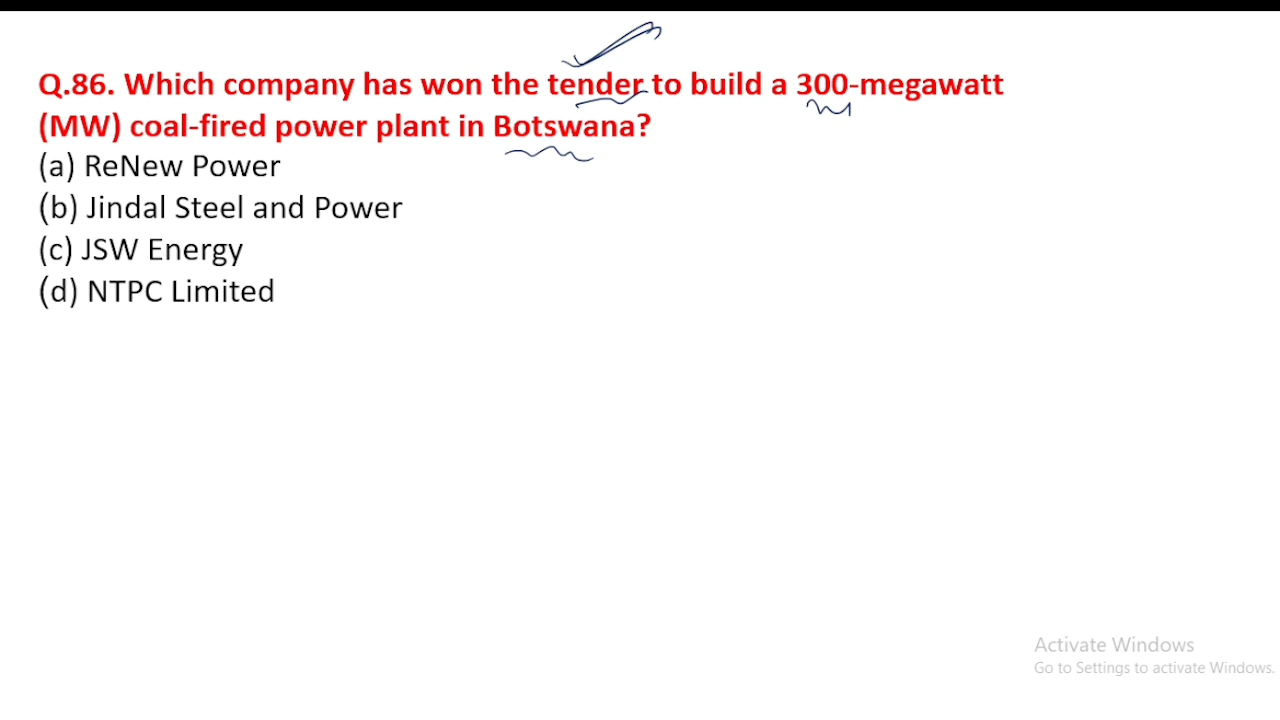 Q.86. Which company has won the tender to build a 300-megawatt
(MW) coal-fired power plant in Botswana?
(a) ReNew Power
(b) Jindal Steel and Power
(c) JSW Energy
(d) NTPC Limited
Activate Windows
Go to Settings to activate Windows.